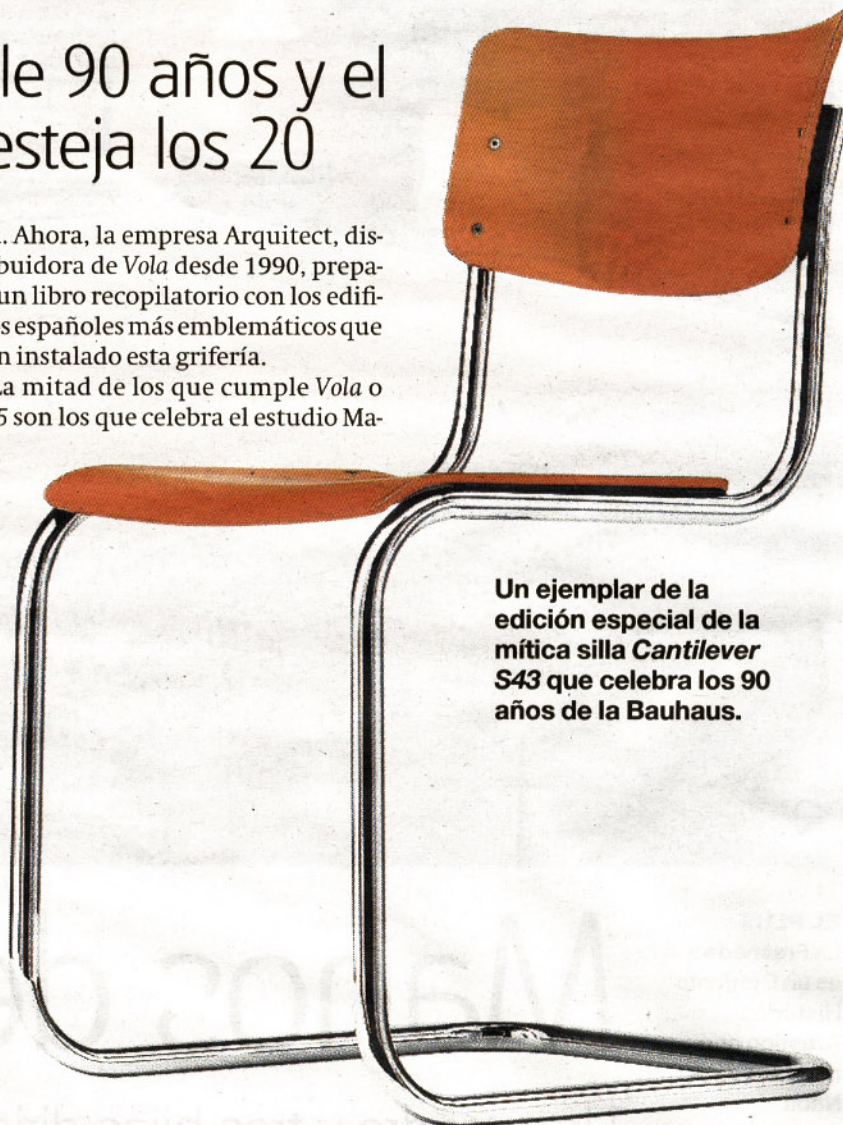 le 90 años y el
esteja los 20
. Ahora, la empresa Arquitect, dis-
buidora de Vola desde 1990, prepa-
un libro recopilatorio con los edifi-
s españoles más emblemáticos que
n instalado esta grifería.
La mitad de los que cumple Vola o
5 son los que celebra el estudio Ma-
Un ejemplar de la
edición especial de la
mítica silla Cantilever
S43 que celebra los 90
años de la Bauhaus.